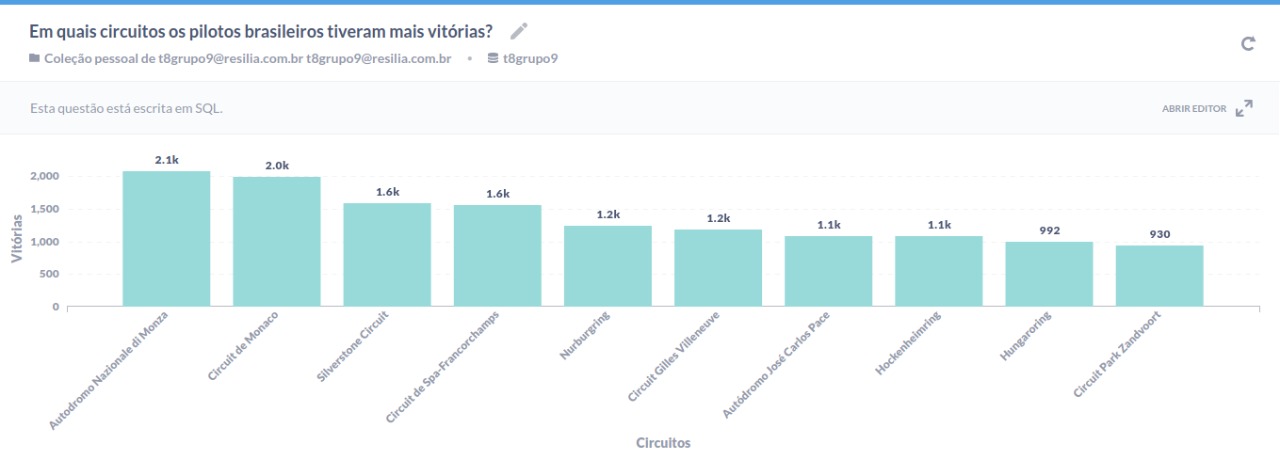 Em quais circuitos os pilotos brasileiros tiveram mais vitórias?
Coleção pessoal de t8grupo9@resilia.com.br t8grupo9@resilia.com.br • t8grupo9
Esta questão está escrita em SQL.
ABRIR EDITOR
Vitórias
2,000
1,500
1,000
500
0
2.1k
2.0k
1.6k
1.6k
1.2k
1.2k
1.1k
1.1k
992
930
Autodromo Nazionale di Monza
Circuit de Monaco
Silverstone Circuit
Circuit de Spa-Francorchamps
Nurburgring
Circuit Gilles Villeneuve
Autódromo José Carlos Pace
Hockenheimring
Hungaroring
Circuit Park Zandvoort
Circuitos